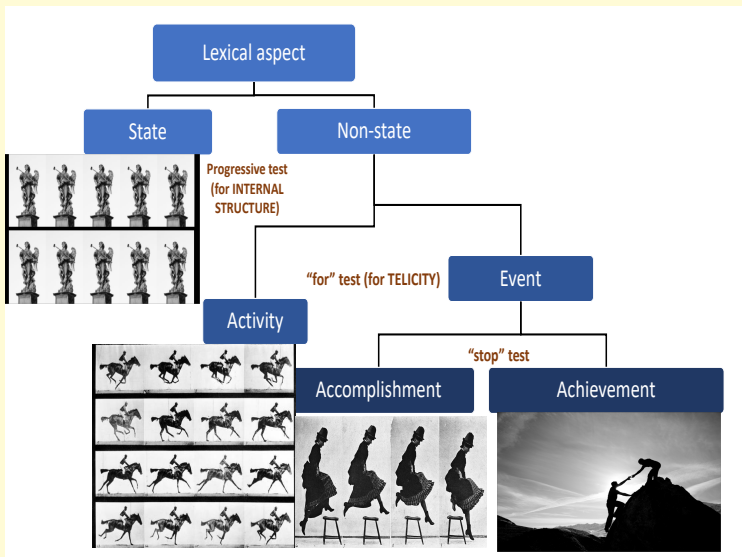 Lexical aspect
State
Non-state
Progressive test
(for INTERNAL
STRUCTURE)
“for” test (for TELICITY)
Event
Activity
“stop” test
Accomplishment
Achievement